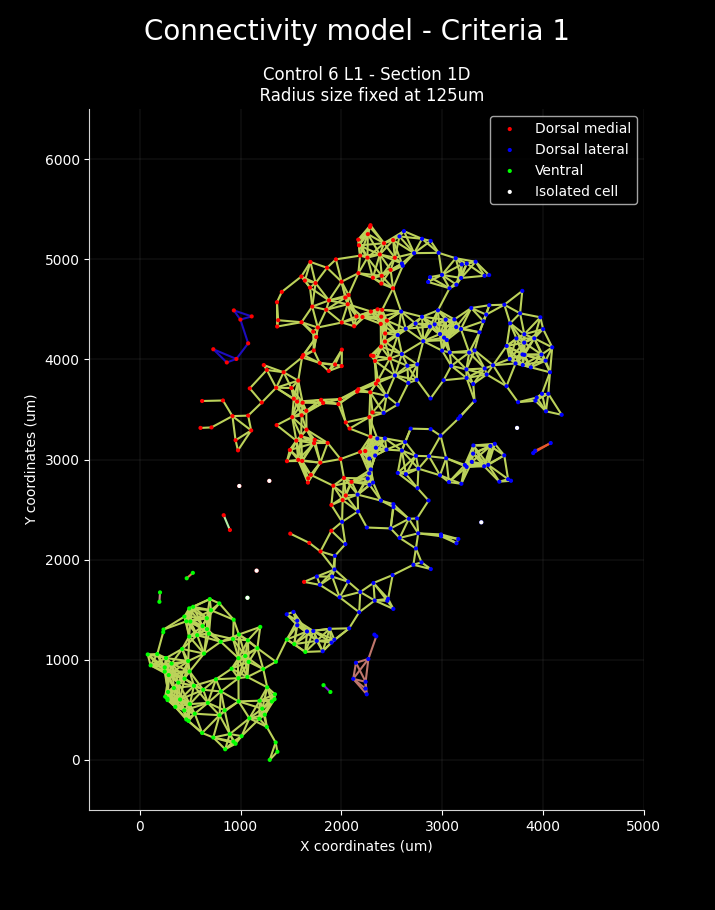 Connectivity model - Criteria 1
Control 6 L1 - Section 1D
Radius size fixed at 125um
Dorsal medial
Dorsal lateral
Ventral
Isolated cell
6000
5000
4000
3000
2000
1000
0
Y coordinates (um)
0 1000 2000 3000 4000 5000
X coordinates (um)